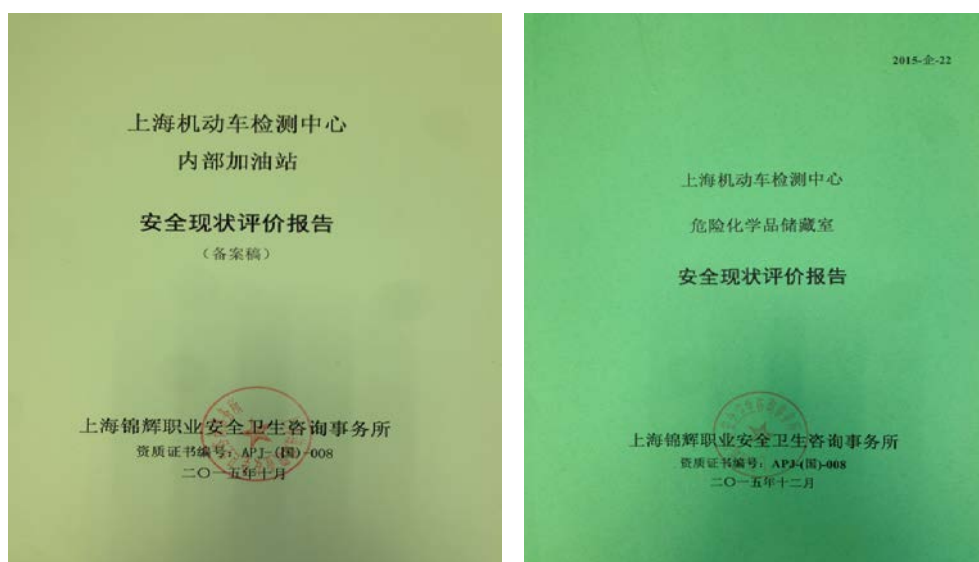 上海机动车检测中心
内部加油站
安全现状评价报告
（备案稿）
上海锦辉职业安全卫生咨询事务所
资质证书编号：APJ-(国)-008
二〇一五年十月
2015-企-22
上海机动车检测中心
危险化学品储藏室
安全现状评价报告
上海锦辉职业安全卫生咨询事务所
资质证书编号：APJ-(国)-008
二〇一五年十二月